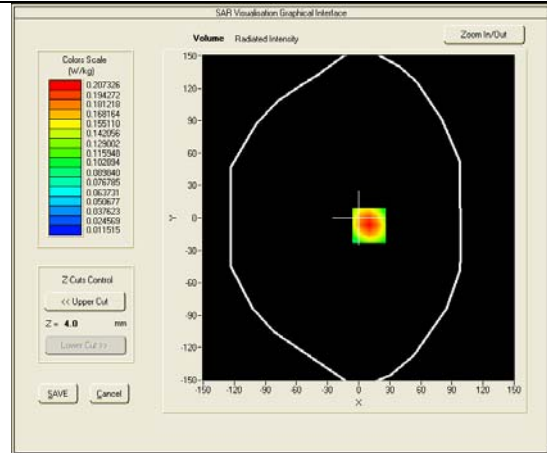 SAR Visualisation Graphical Interface
Volume Radiated Intensity
Zoom In/Out
Colors Scale
(W/kg)
0.207326
0.194272
0.181218
0.168164
0.155110
0.142056
0.129002
0.115948
0.102894
0.089840
0.076785
0.063731
0.050677
0.037623
0.024569
0.011515
150-
120-
90-
60-
30-
0-
-30-
-60-
-90-
-120-
-150-
Y
-150 -120 -90 -60 -30 0 30 60 90 120 150
X
Z Cuts Control
<< Upper Cut
Z = 4.0 mm
Lower Cut >>
SAVE Cancel